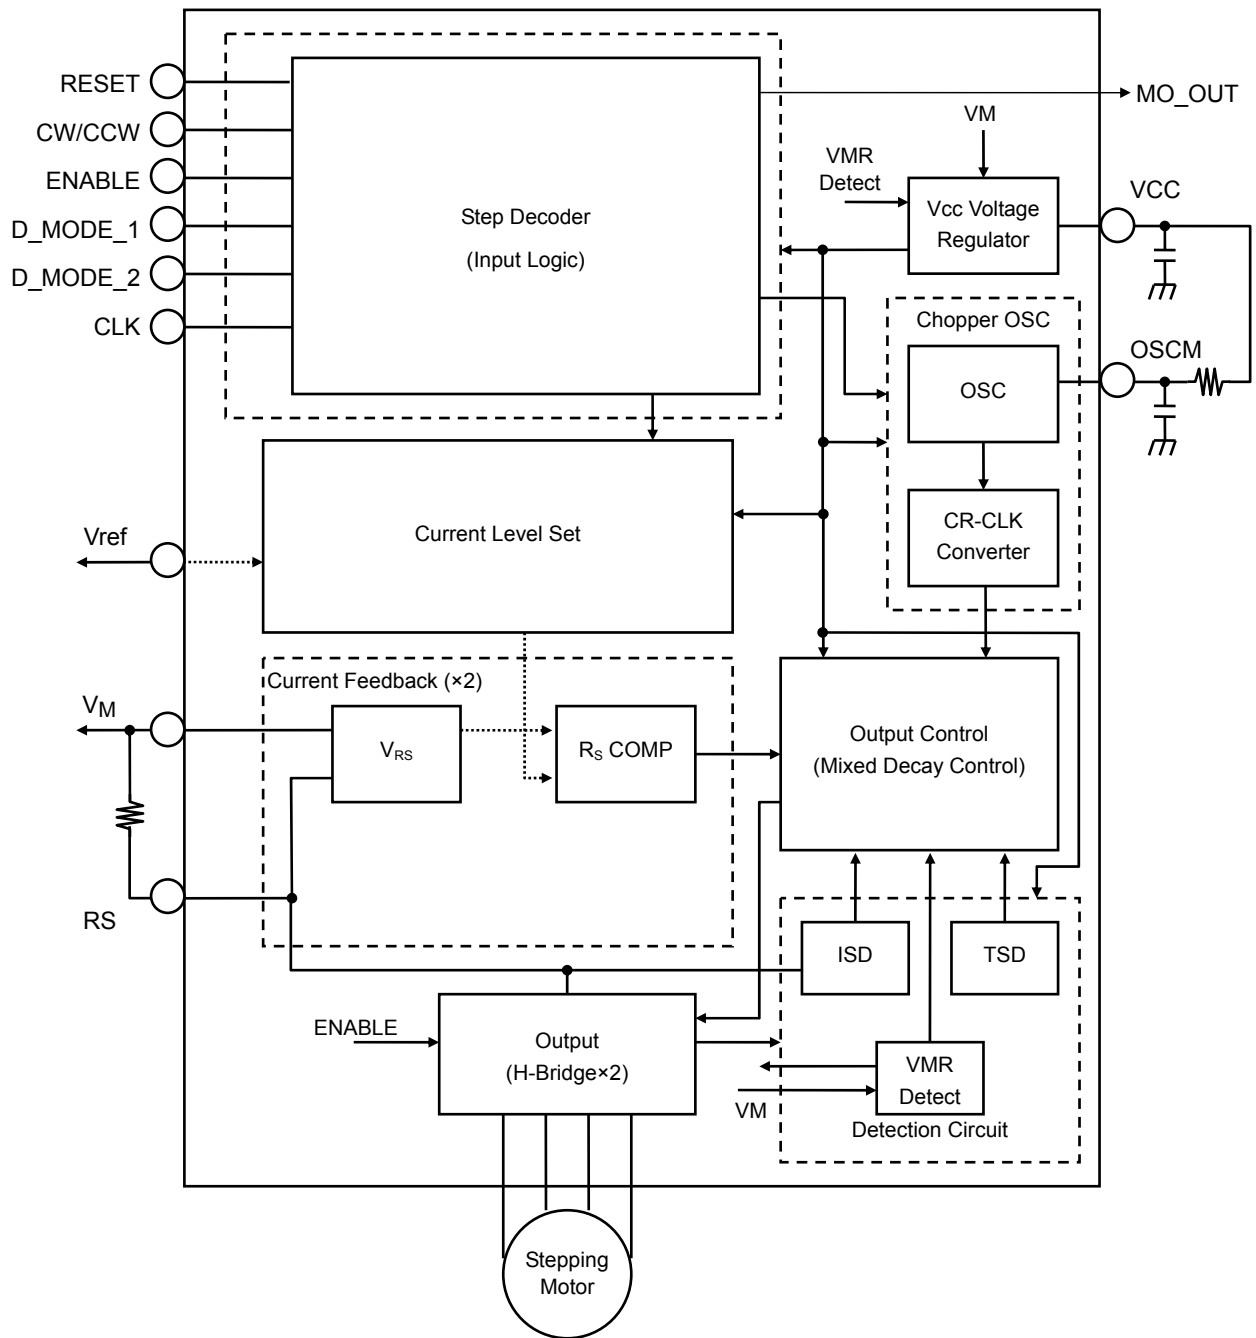 RESET
CW/CCW
ENABLE
D_MODE_1
D_MODE_2
CLK
Step Decoder
(Input Logic)
MO_OUT
VM
VMR
Detect
Vcc Voltage
Regulator
VCC
Chopper OSC
OSC
OSCM
CR-CLK
Converter
Vref
Current Level Set
Current Feedback (×2)
VM
VRS
RS COMP
Output Control
(Mixed Decay Control)
RS
ISD
TSD
ENABLE
Output
(H-Bridge×2)
VMR
Detect
VM
Detection Circuit
Stepping
Motor